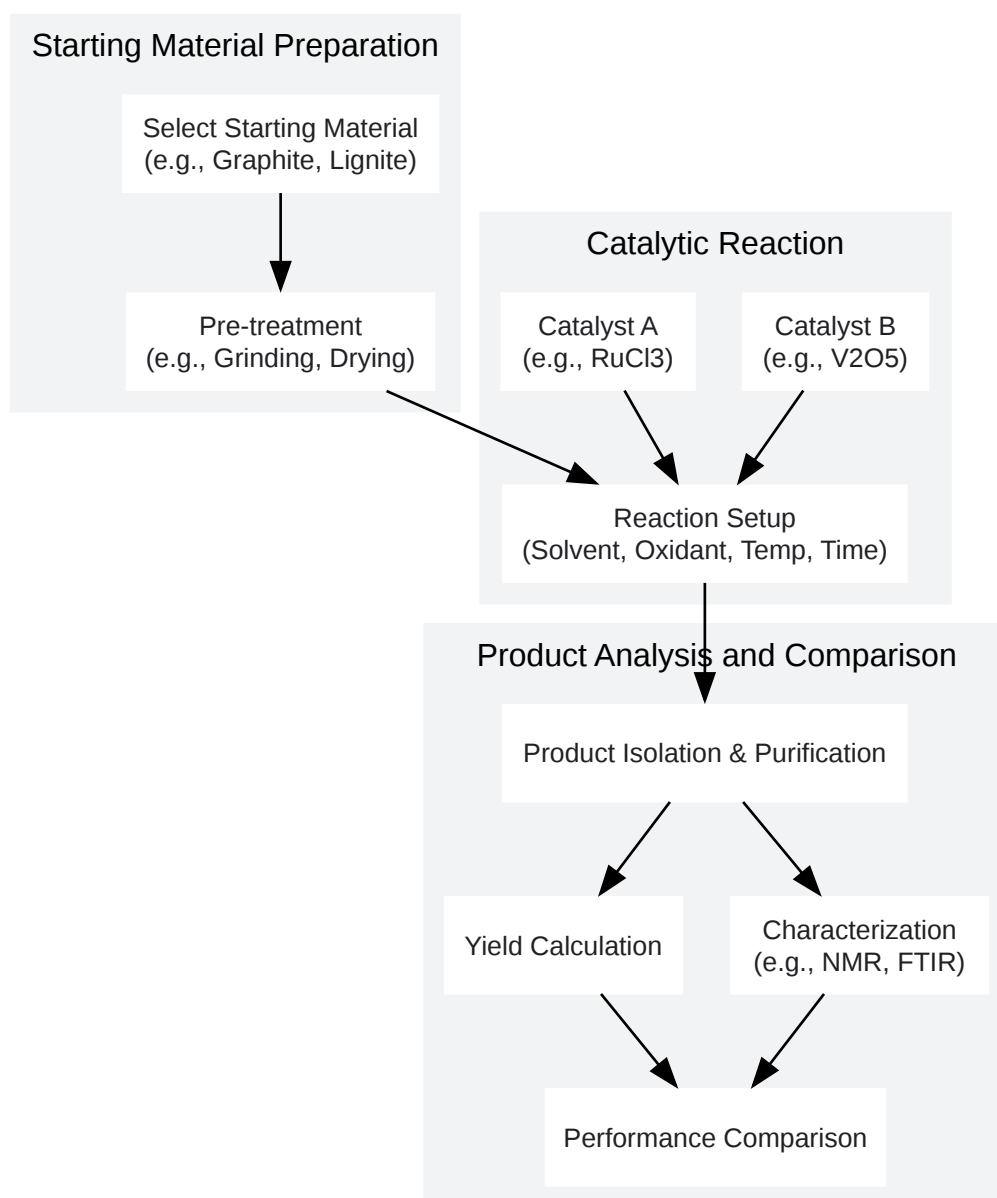 Starting Material Preparation
Select Starting Material
(e.g., Graphite, Lignite)
Pre-treatment
(e.g., Grinding, Drying)
Catalytic Reaction
Catalyst A
(e.g., RuCl3)
Catalyst B
(e.g., V2O5)
Reaction Setup
(Solvent, Oxidant, Temp, Time)
Product Analysis and Comparison
Product Isolation & Purification
Yield Calculation
Characterization
(e.g., NMR, FTIR)
Performance Comparison